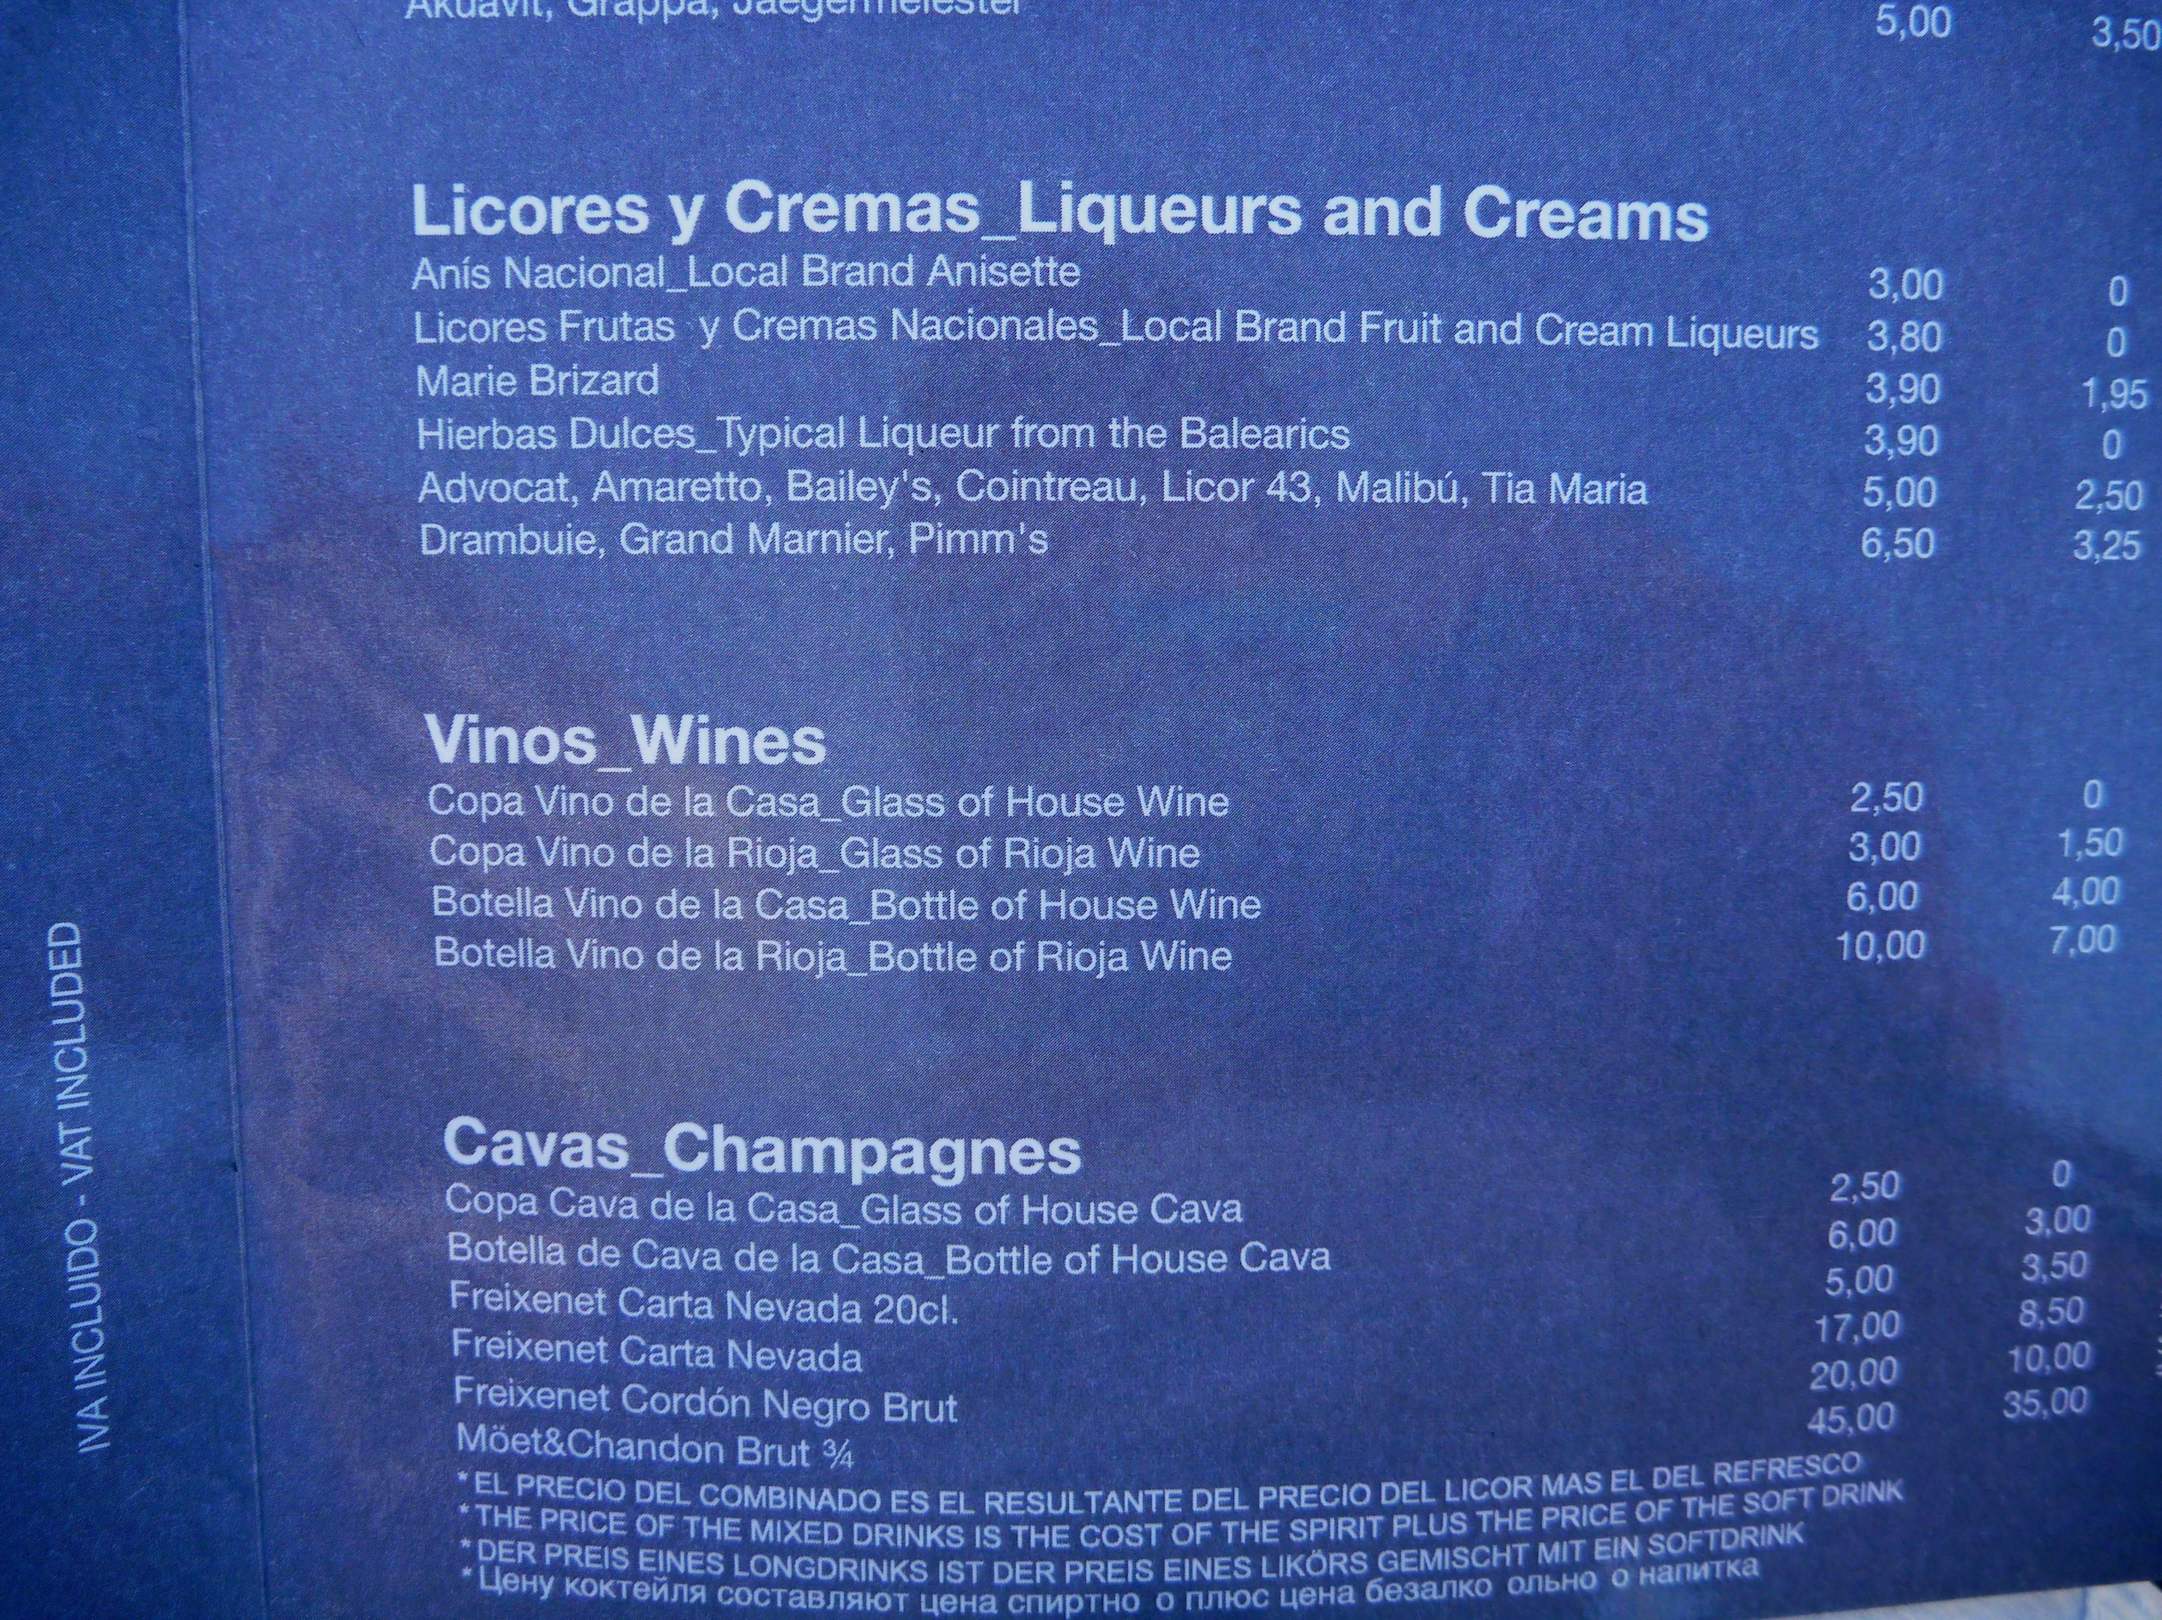 Akuavit, Grappa, Jaegermeiester 5,00 3,50
Licores y Cremas_Liqueurs and Creams
Anís Nacional_Local Brand Anisette 3,00 0
Licores Frutas y Cremas Nacionales_Local Brand Fruit and Cream Liqueurs 3,80 0
Marie Brizard 3,90 1,95
Hierbas Dulces_Typical Liqueur from the Balearics 3,90 0
Advocat, Amaretto, Bailey's, Cointreau, Licor 43, Malibú, Tia Maria 5,00 2,50
Drambuie, Grand Marnier, Pimm's 6,50 3,25
Vinos_Wines
Copa Vino de la Casa_Glass of House Wine 2,50 0
Copa Vino de la Rioja_Glass of Rioja Wine 3,00 1,50
Botella Vino de la Casa_Bottle of House Wine 6,00 4,00
Botella Vino de la Rioja_Bottle of Rioja Wine 10,00 7,00
Cavas_Champagnes
Copa Cava de la Casa_Glass of House Cava 2,50 0
Botella de Cava de la Casa_Bottle of House Cava 6,00 3,00
Freixenet Carta Nevada 20cl. 5,00 3,50
Freixenet Carta Nevada 17,00 8,50
Freixenet Cordón Negro Brut 20,00 10,00
Möet&Chandon Brut ¾ 45,00 35,00
*EL PRECIO DEL COMBINADO ES EL RESULTANTE DEL PRECIO DEL LICOR MAS EL DEL REFRESCO
*THE PRICE OF THE MIXED DRINKS IS THE COST OF THE SPIRIT PLUS THE PRICE OF THE SOFT DRINK
*DER PREIS EINES LONGDRINKS IST DER PREIS EINES LIKÖRS GEMISCHT MIT EIN SOFTDRINK
*Цену коктейля составляют цена спиртно о плюс цена безалко ольно о напитка
IVA INCLUIDO - VAT INCLUDED